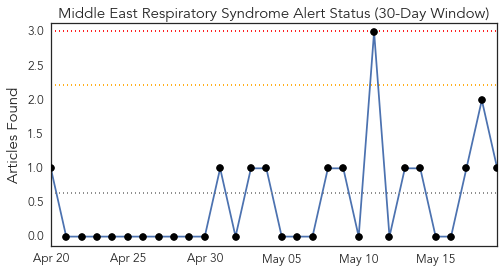 Middle East Respiratory Syndrome Alert Status (30-Day Window)
Articles Found
3.0
2.5
2.0
1.5
1.0
0.5
0.0
Apr 20 Apr 25 Apr 30 May 05 May 10 May 15